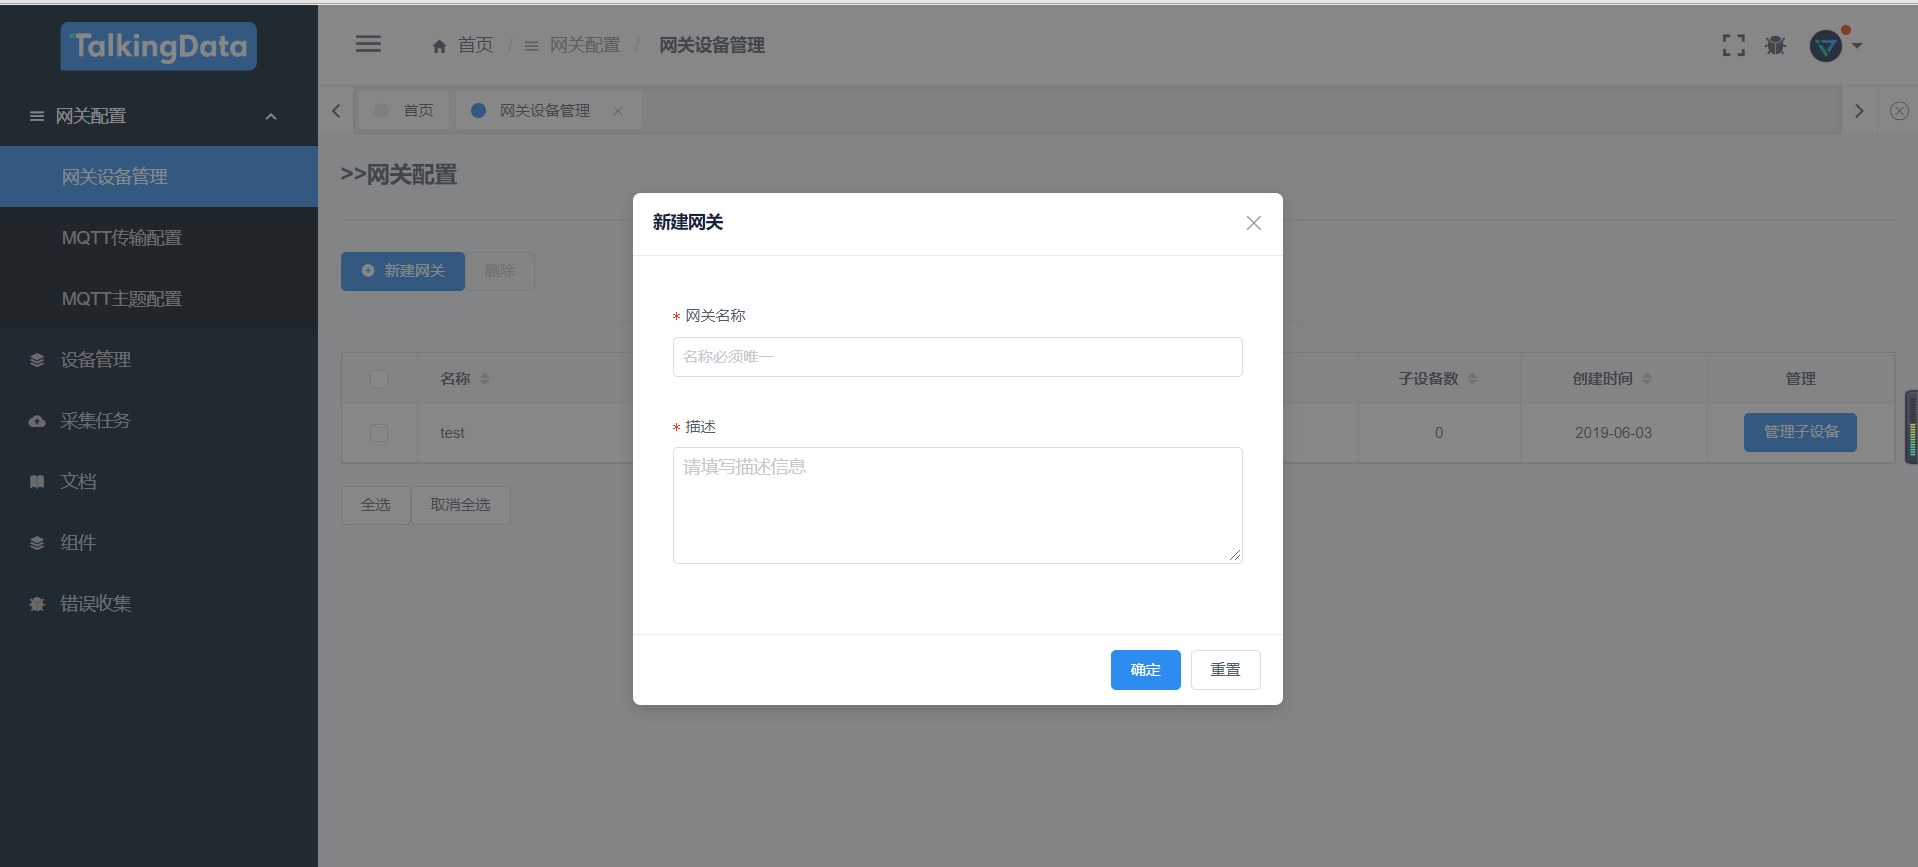 TalkingData
网关配置
网关设备管理
MQTT传输配置
MQTT主题配置
设备管理
采集任务
文档
组件
错误收集
首页 / 网关配置 / 网关设备管理
首页 网关设备管理
>>网关配置
新建网关 删除
名称 子设备数 创建时间 管理
test 0 2019-06-03 管理子设备
全选 取消全选
新建网关
* 网关名称
名称必须唯一
* 描述
请填写描述信息
确定 重置